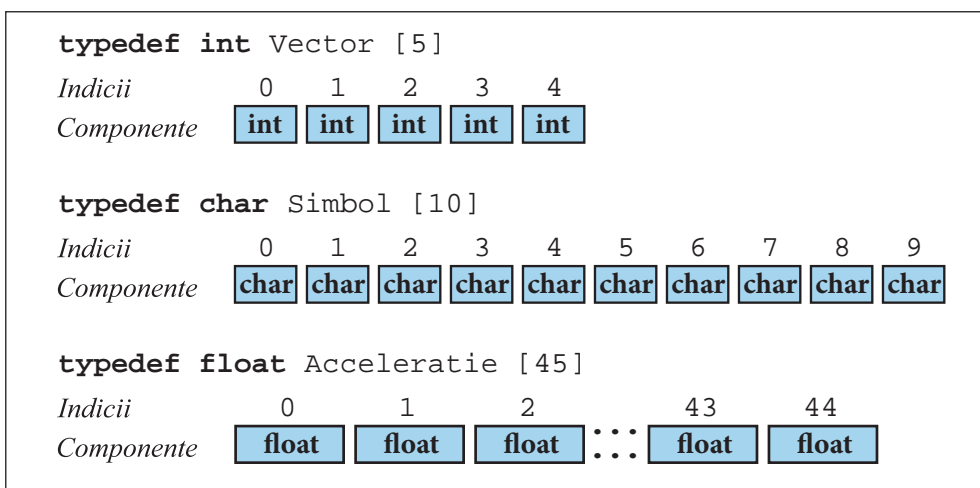 typedef int Vector [5]
Indicii 0 1 2 3 4
Componente int int int int int
typedef char Simbol [10]
Indicii 0 1 2 3 4 5 6 7 8 9
Componente char char char char char char char char char char
typedef float Acceleratie [45]
Indicii 0 1 2 43 44
Componente float float float ... float float